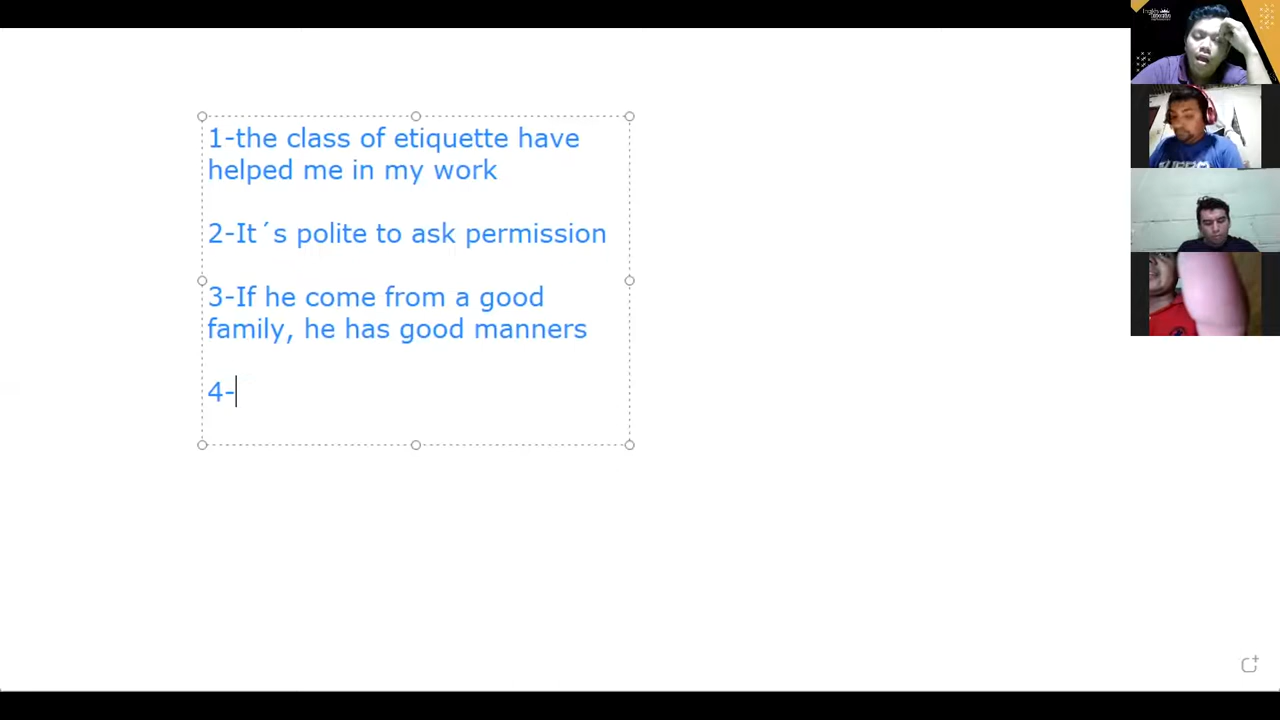 1-the class of etiquette have
helped me in my work
2-It´s polite to ask permission
3-If he come from a good
family, he has good manners
4-